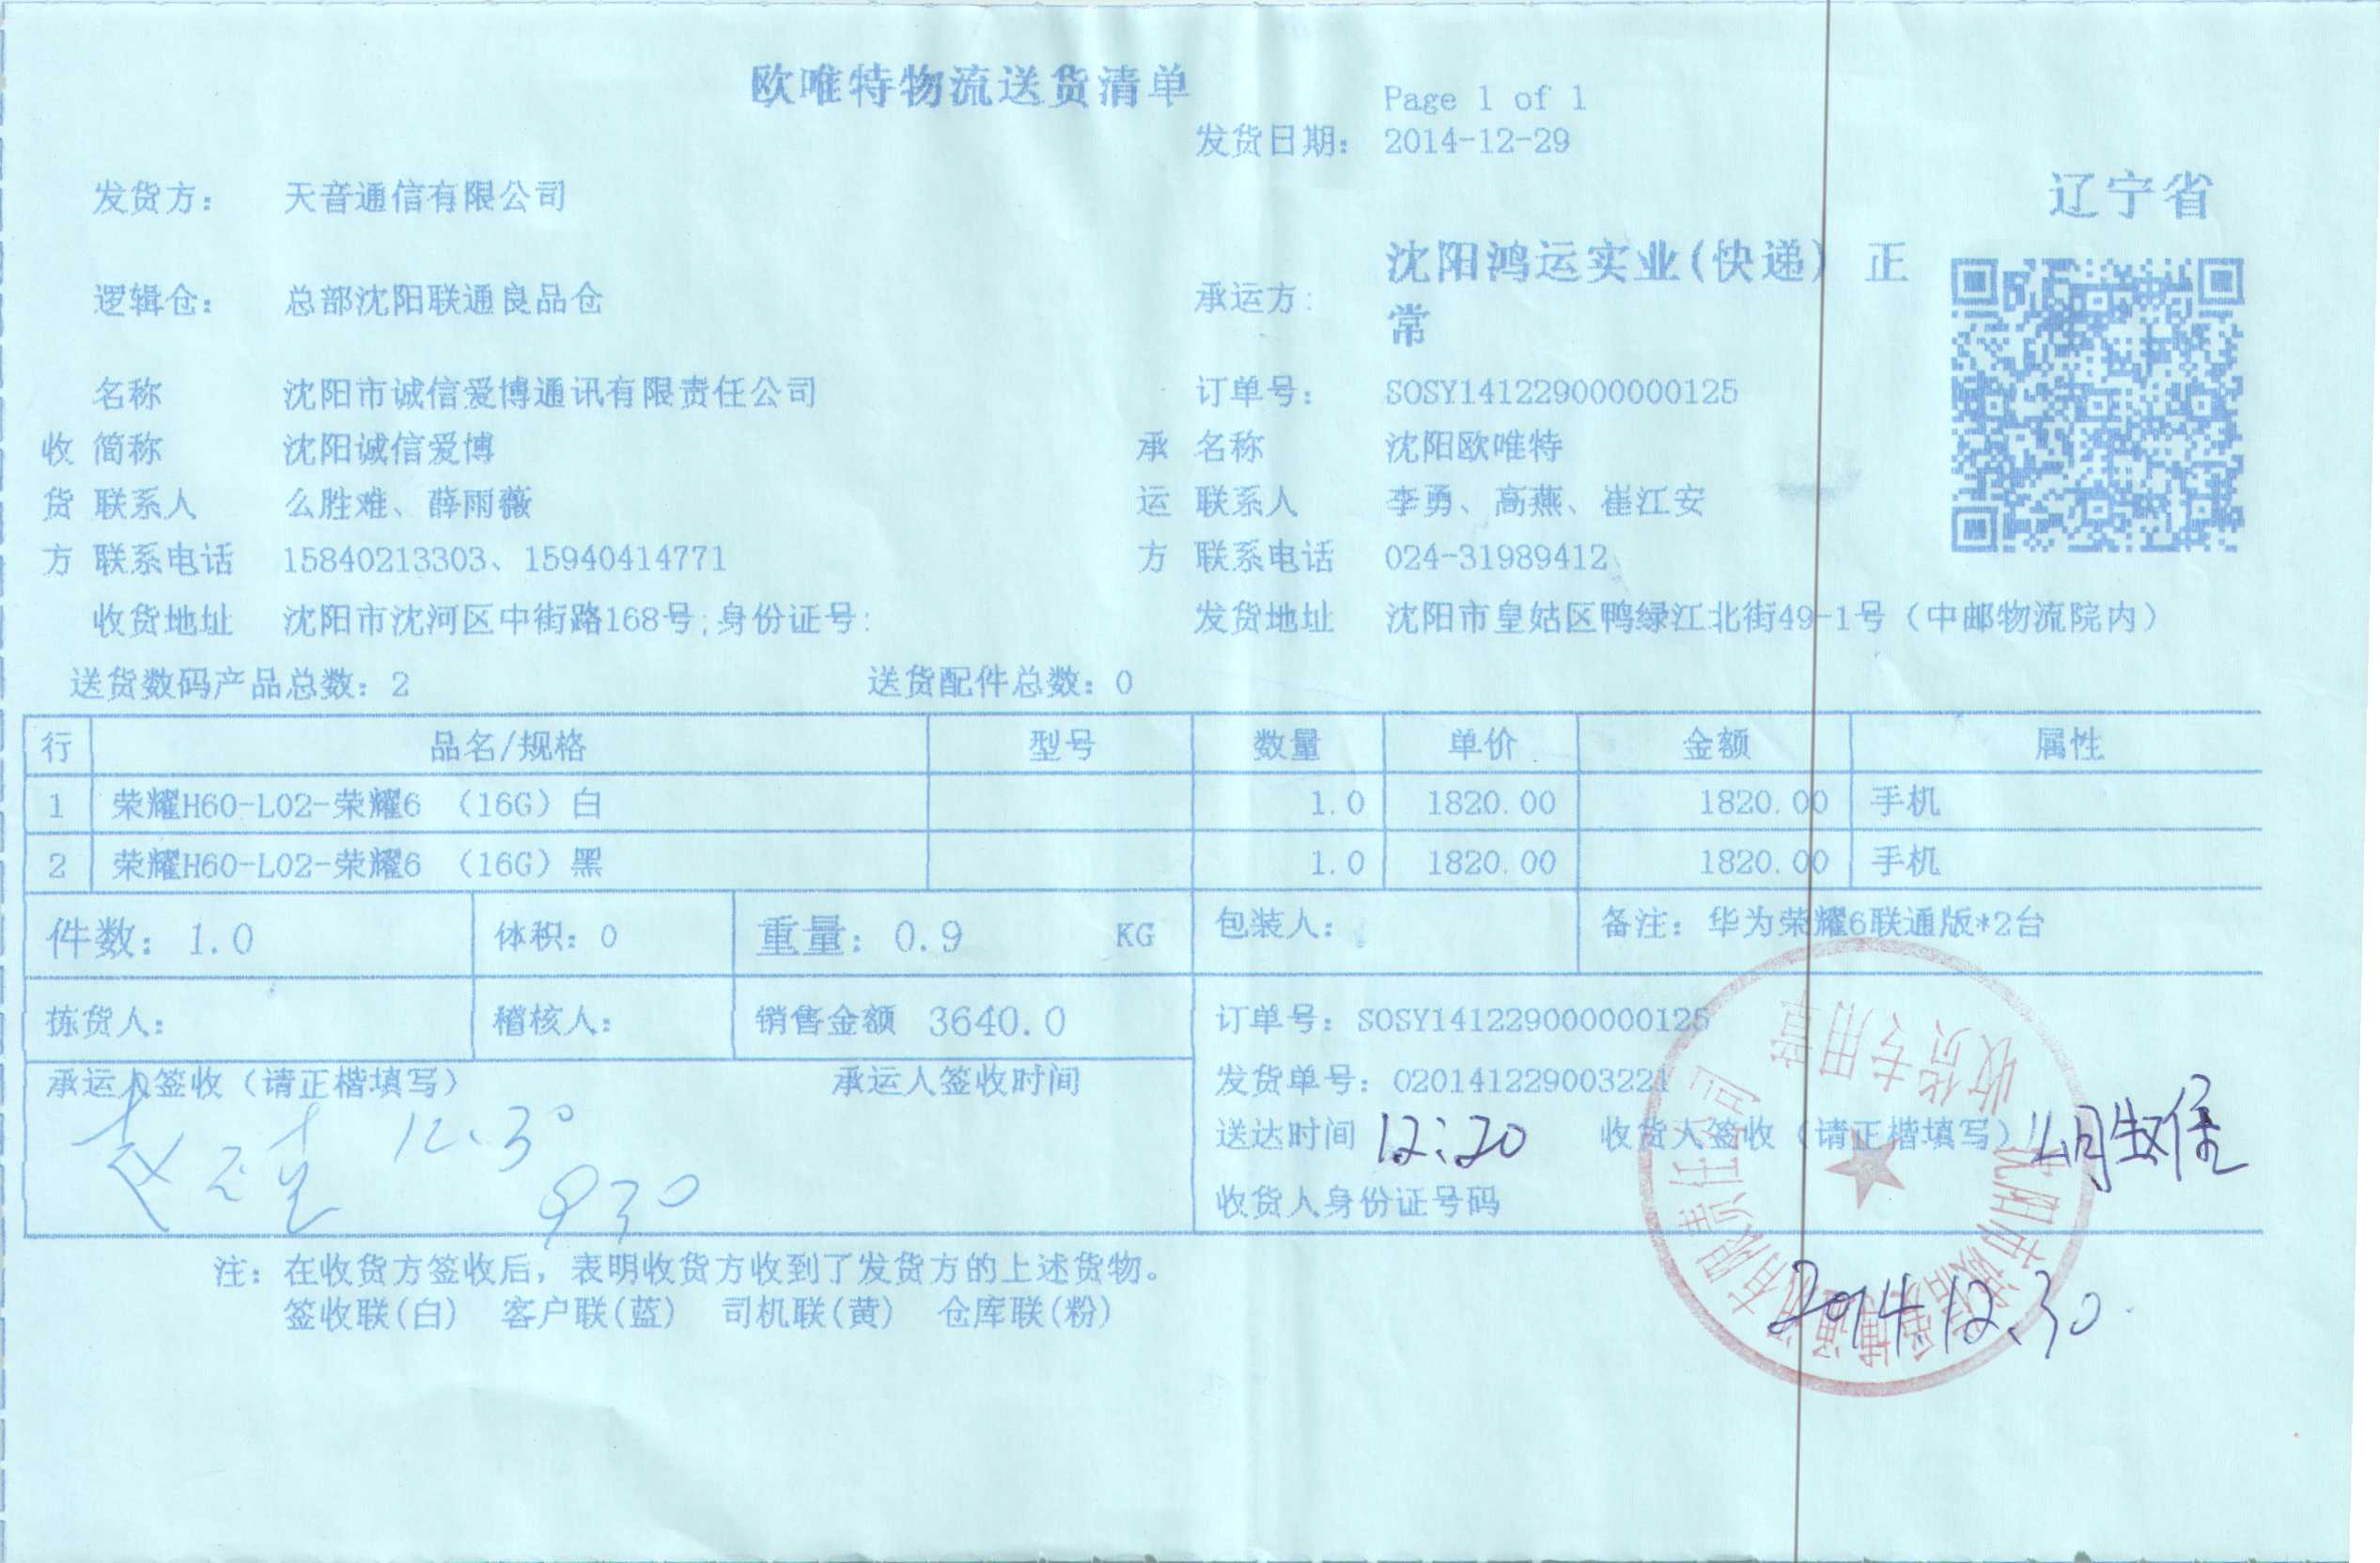 欧唯特物流送货清单
Page 1 of 1
发货日期: 2014-12-29
发货方: 天音通信有限公司
辽宁省
逻辑仓: 总部沈阳联通良品仓
承运方: 沈阳鸿运实业(快递) 正常
名称 沈阳市诚信爱博通讯有限责任公司
订单号: SOSY141229000000125
收 简称 沈阳诚信爱博
承 名称 沈阳欧唯特
货 联系人 么胜难、薛雨薇
运 联系人 李勇、高燕、崔江安
方 联系电话 15840213303、15940414771
方 联系电话 024-31989412
收货地址 沈阳市沈河区中街路168号;身份证号:
发货地址 沈阳市皇姑区鸭绿江北街49-1号（中邮物流院内）
送货数码产品总数: 2 送货配件总数: 0
行 品名/规格 型号 数量 单价 金额 属性
1 荣耀H60-L02-荣耀6 （16G）白 1.0 1820.00 1820.00 手机
2 荣耀H60-L02-荣耀6 （16G）黑 1.0 1820.00 1820.00 手机
件数: 1.0 体积: 0 重量: 0.9 KG 包装人: 备注: 华为荣耀6联通版*2台
拣货人: 稽核人: 销售金额 3640.0
订单号: SOSY141229000000125
承运人签收（请正楷填写） 承运人签收时间
12.30
930
发货单号: 020141229003221
送达时间 12:20 收货人签收（请正楷填写）
收货人身份证号码
2014.12.30
沈阳市诚信爱博通讯有限责任公司
收货专用章
注: 在收货方签收后，表明收货方收到了发货方的上述货物。
签收联(白) 客户联(蓝) 司机联(黄) 仓库联(粉)